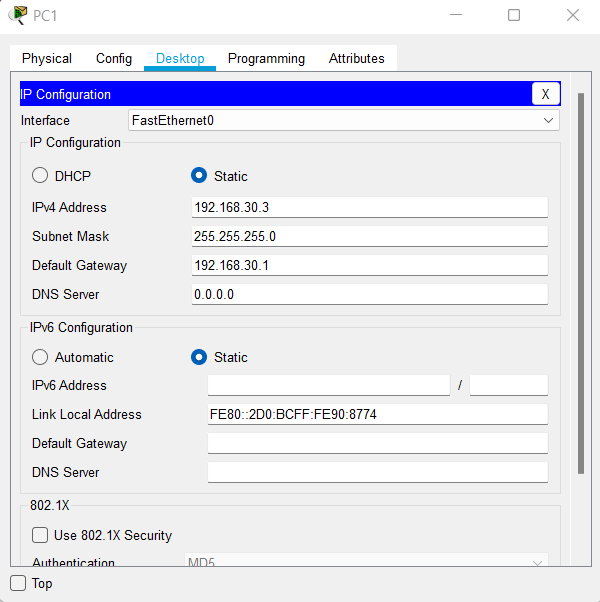 PC1
Physical Config Desktop Programming Attributes
IP Configuration X
Interface FastEthernet0
IP Configuration
DHCP Static
IPv4 Address 192.168.30.3
Subnet Mask 255.255.255.0
Default Gateway 192.168.30.1
DNS Server 0.0.0.0
IPv6 Configuration
Automatic Static
IPv6 Address /
Link Local Address FE80::2D0:BCFF:FE90:8774
Default Gateway
DNS Server
802.1X
Use 802.1X Security
Authentication MD5
Top